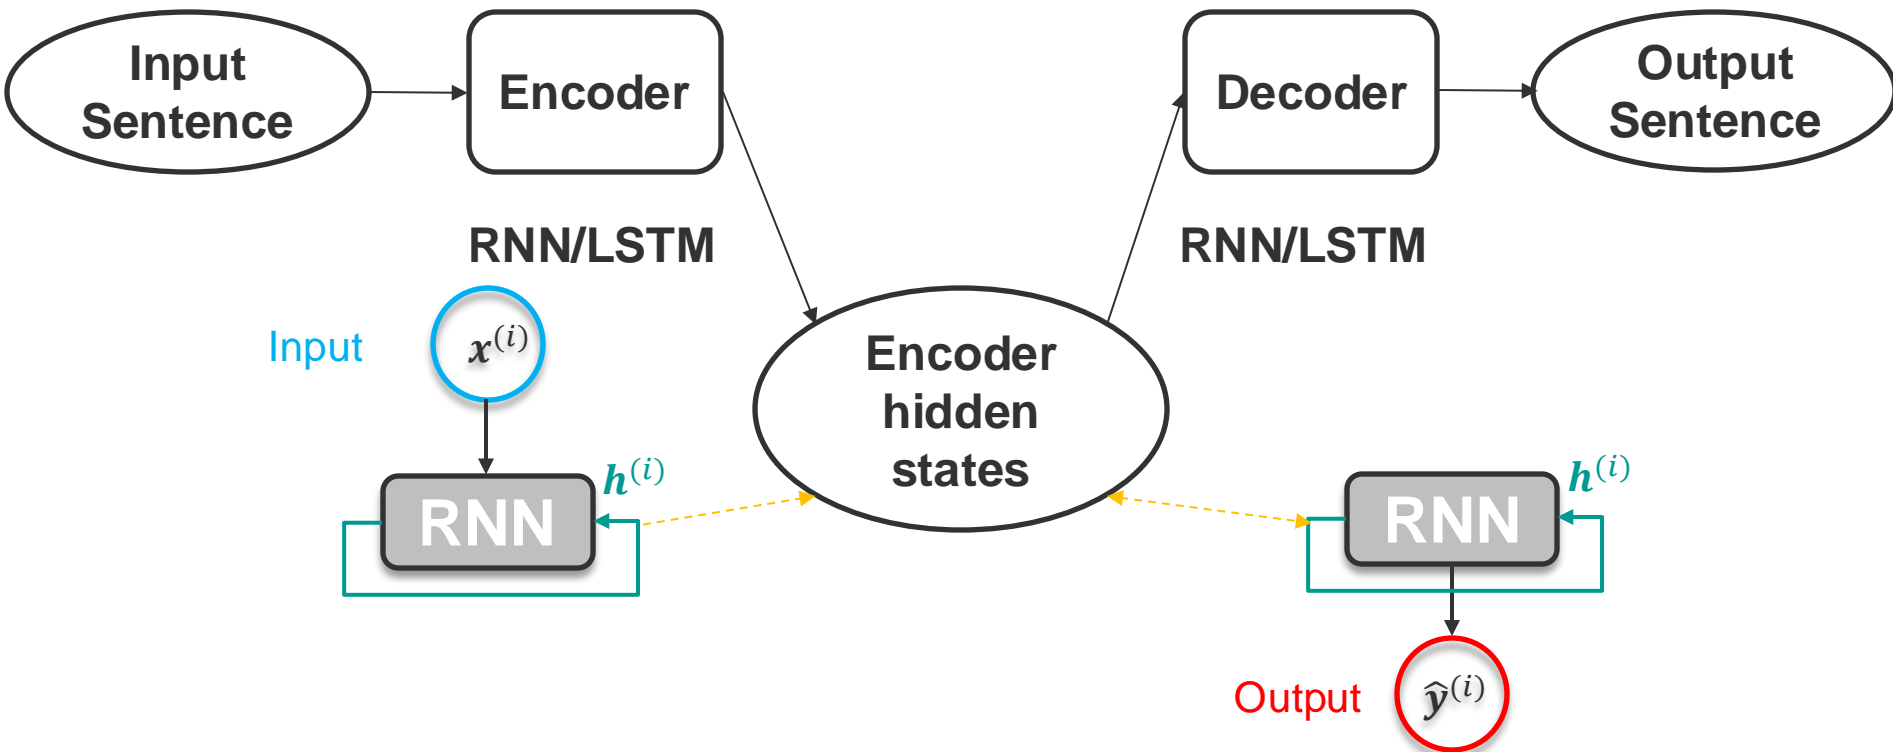 Input
Sentence
Encoder
Decoder
Output
Sentence
RNN/LSTM
RNN/LSTM
Input
x^(i)
Encoder
hidden
states
h^(i)
RNN
h^(i)
RNN
Output
ŷ^(i)